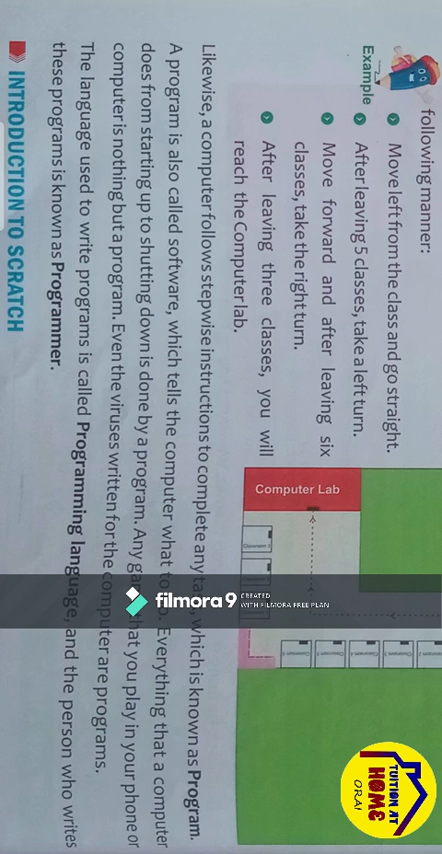 following manner:
Example
Move left from the class and go straight.
After leaving 5 classes, take a left turn.
Move forward and after leaving six
classes, take the right turn.
After leaving three classes, you will
reach the Computer lab.
Computer Lab
Likewise, a computer follows stepwise instructions to complete any which is known as Program.
A program is also called software, which tells the computer what to Everything that a computer
does from starting up to shutting down is done by a program. Any that you play in your phone or
computer is nothing but a program. Even the viruses written for the computer are programs.
The language used to write programs is called Programming language, and the person who writes
these programs is known as Programmer.
INTRODUCTION TO SCRATCH
filmora9
CREATED
WITH FILMORA FREE PLAN
TUITION AT
HOME
ORAI